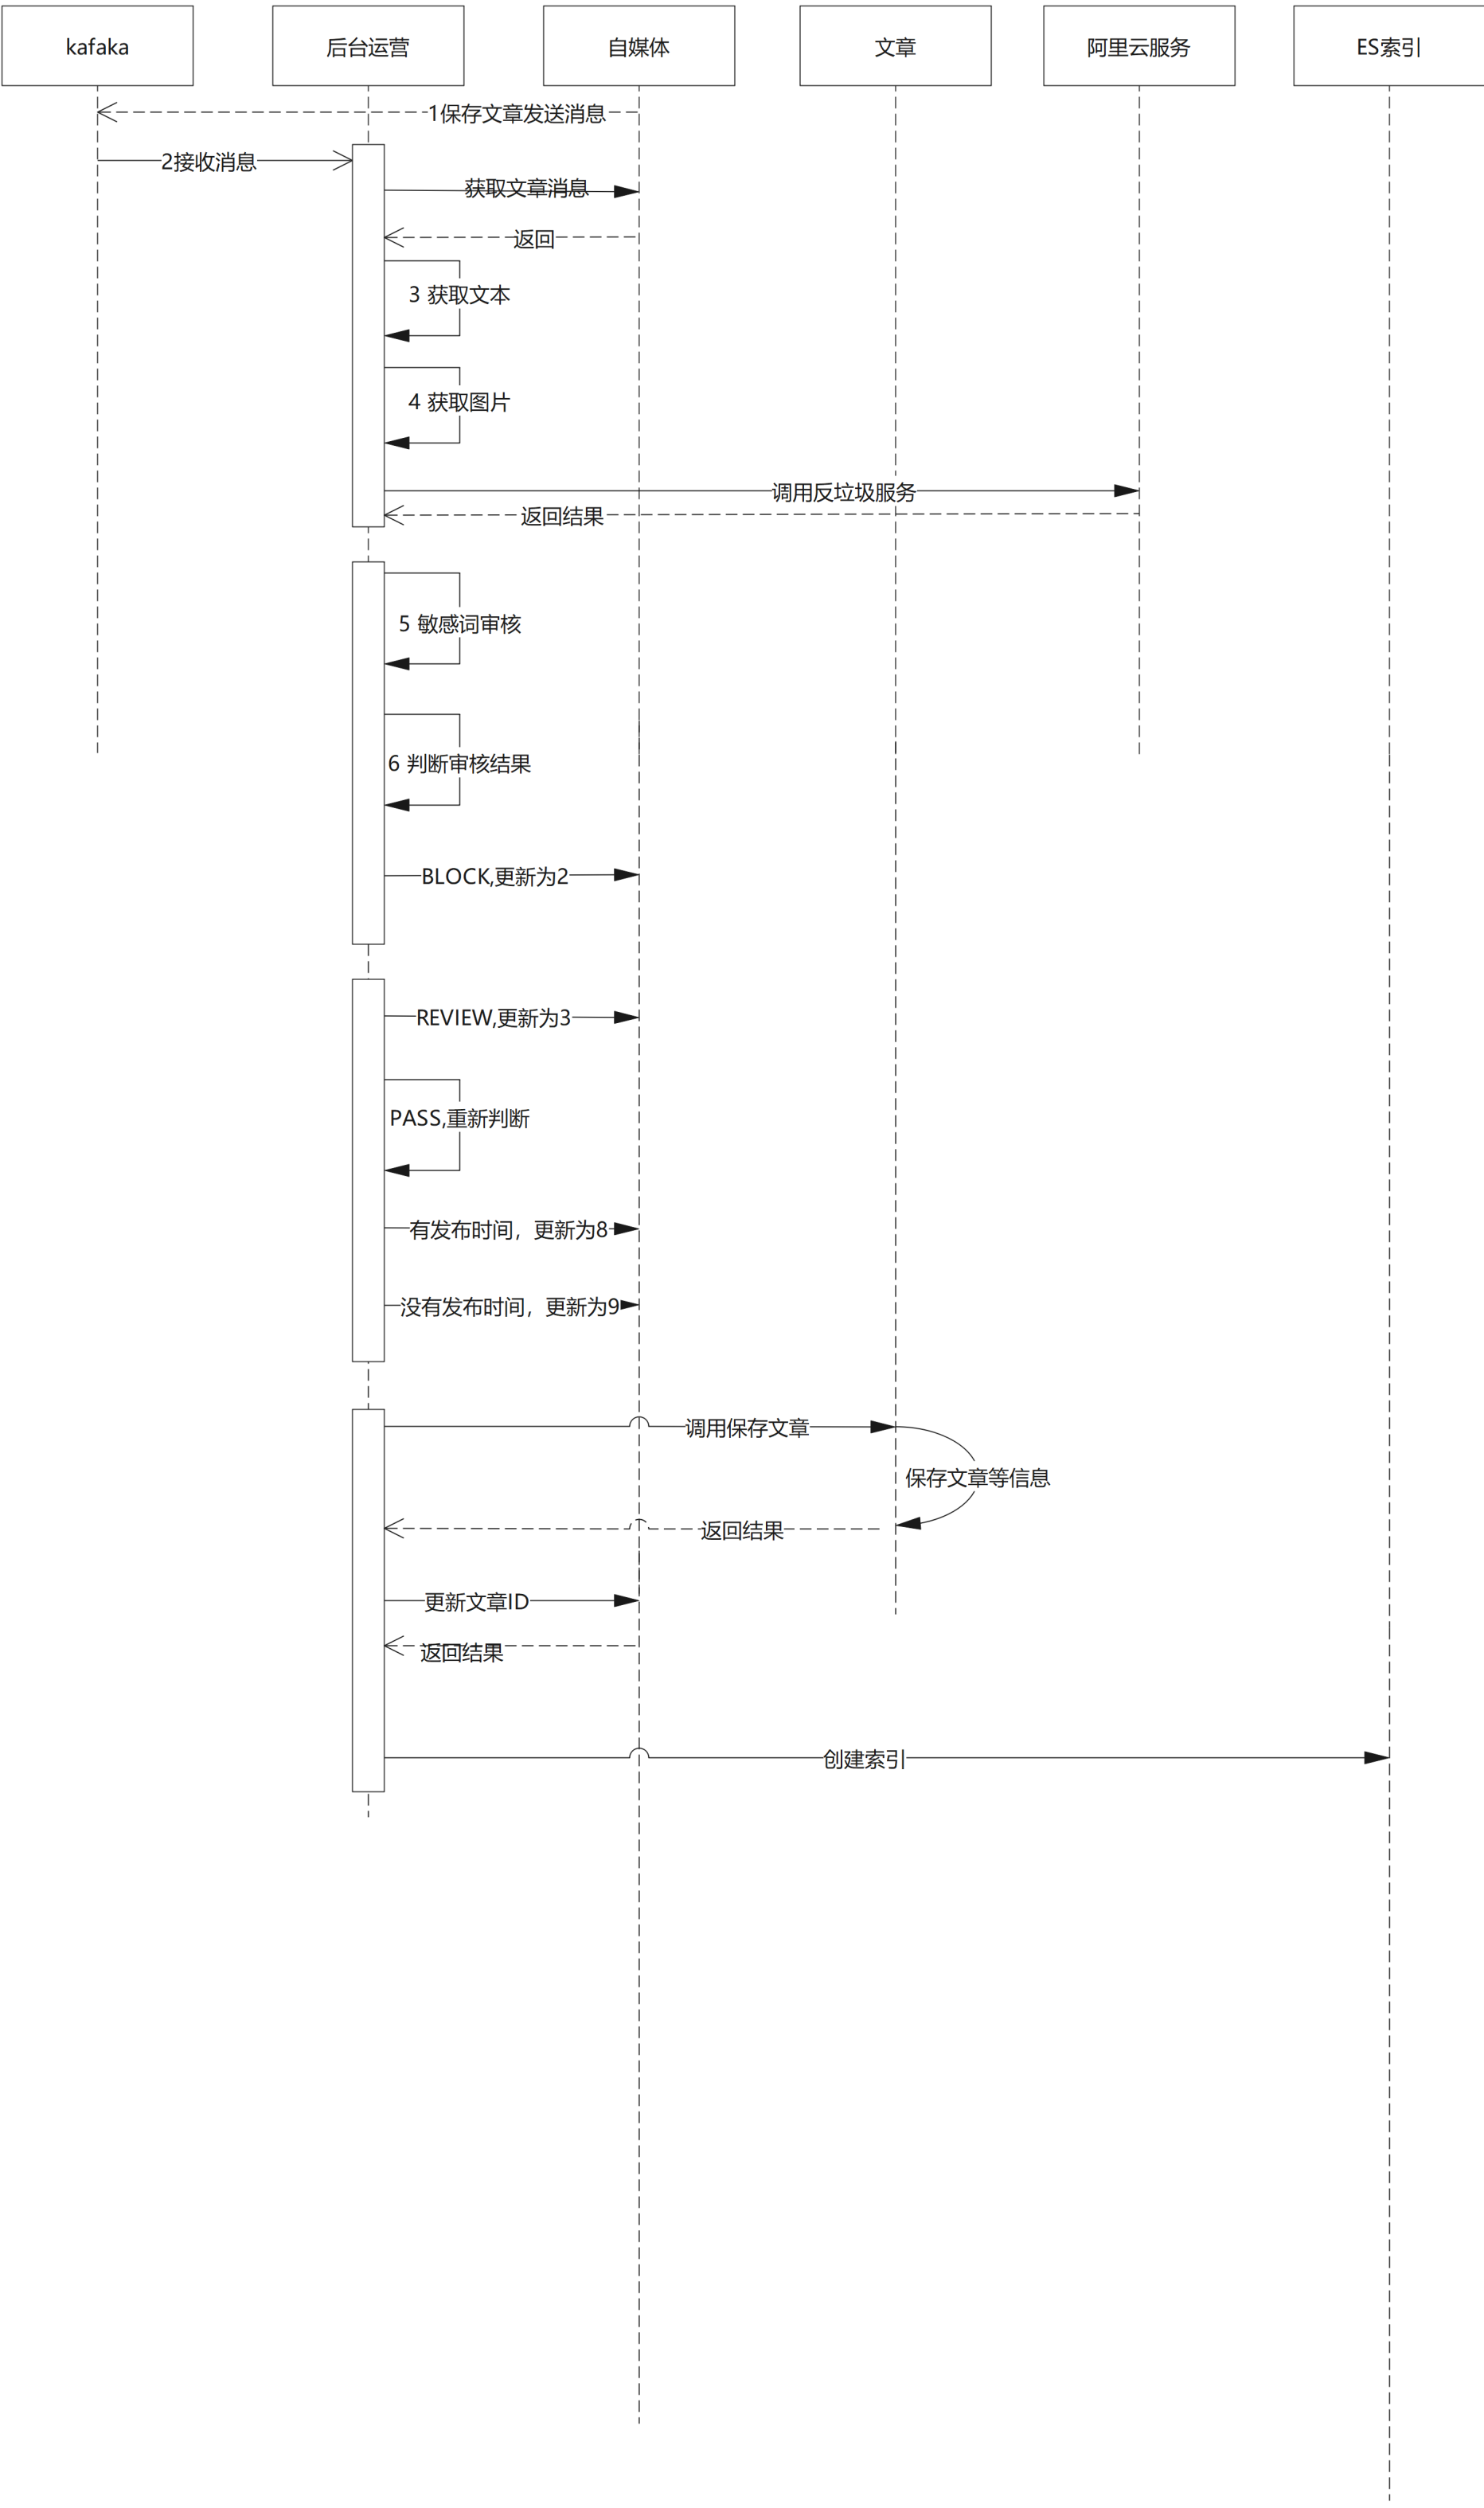 kafaka
后台运营
自媒体
文章
阿里云服务
ES索引
1保存文章发送消息
2接收消息
获取文章消息
返回
3 获取文本
4 获取图片
调用反垃圾服务
返回结果
5 敏感词审核
6 判断审核结果
BLOCK,更新为2
REVIEW,更新为3
PASS,重新判断
有发布时间，更新为8
没有发布时间，更新为9
调用保存文章
保存文章等信息
返回结果
更新文章ID
返回结果
创建索引